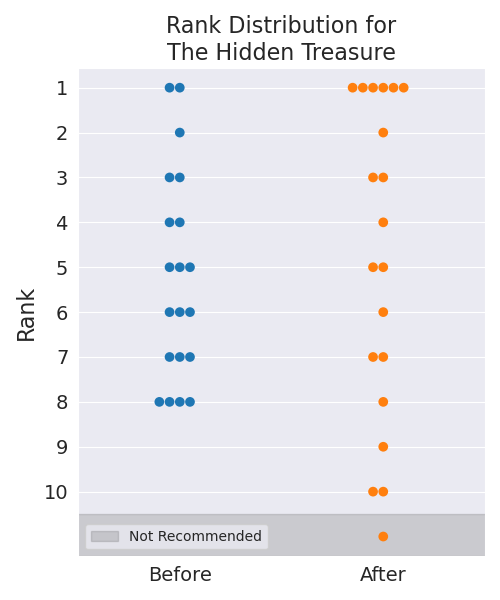 Rank Distribution for
The Hidden Treasure
Rank
1
2
3
4
5
6
7
8
9
10
Not Recommended
Before
After